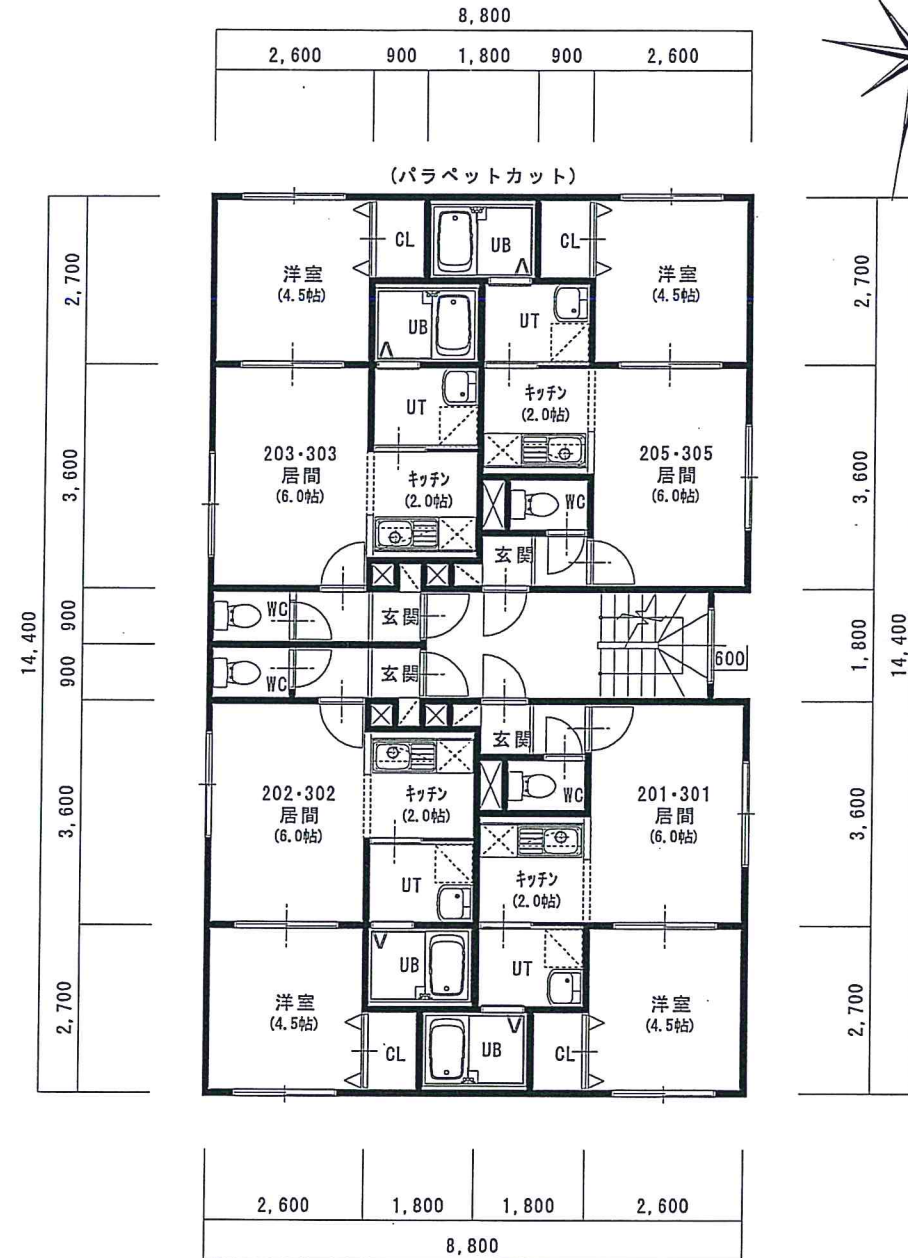 8,800
2,600 900 1,800 900 2,600
(パラペットカット)
2,700
3,600
900
900
3,600
2,700
14,400
2,700
3,600
1,800
3,600
2,700
14,400
洋室
(4.5帖)
CL
UB
CL
洋室
(4.5帖)
UB
UT
UT
キッチン
(2.0帖)
203・303
居間
(6.0帖)
キッチン
(2.0帖)
205・305
居間
(6.0帖)
WC
玄関
WC
玄関
600
WC
玄関
玄関
202・302
居間
(6.0帖)
キッチン
(2.0帖)
WC
201・301
居間
(6.0帖)
キッチン
(2.0帖)
UT
UB
UT
洋室
(4.5帖)
CL
UB
CL
洋室
(4.5帖)
2,600 1,800 1,800 2,600
8,800